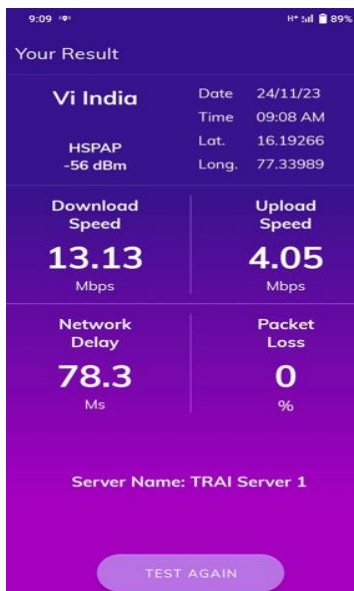 9:09
H+ 89%
Your Result
Vi India
HSPAP
-56 dBm
Date 24/11/23
Time 09:08 AM
Lat. 16.19266
Long. 77.33989
Download
Speed
13.13
Mbps
Upload
Speed
4.05
Mbps
Network
Delay
78.3
Ms
Packet
Loss
0
%
Server Name: TRAI Server 1
TEST AGAIN